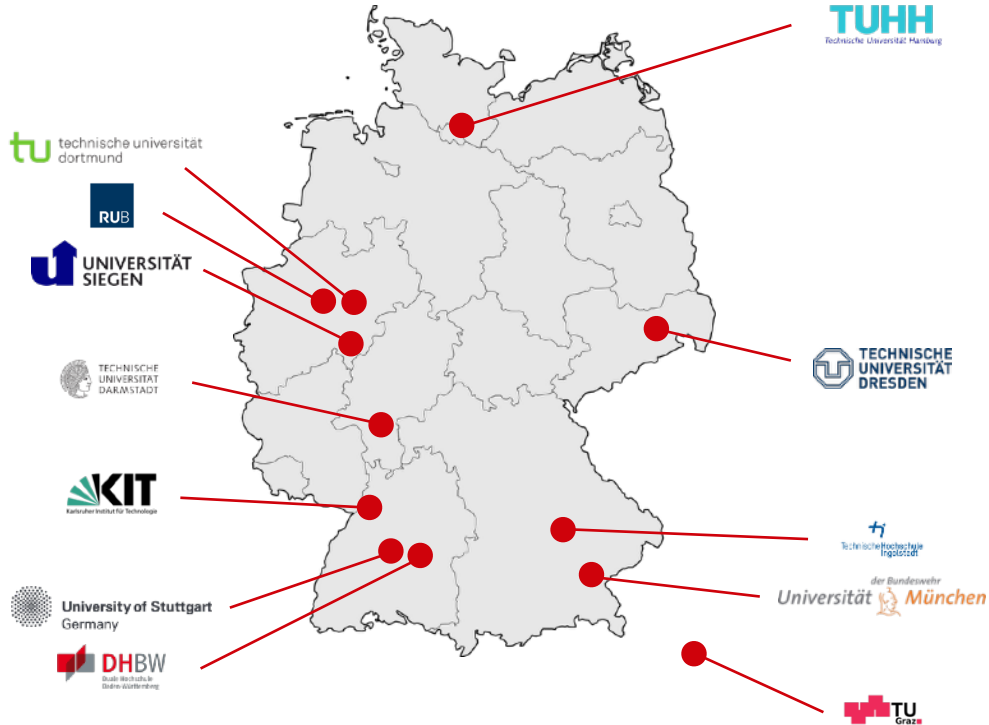 TUHH
Technische Universität Hamburg
tu technische universität
dortmund
RUB
UNIVERSITÄT
SIEGEN
TECHNISCHE
UNIVERSITÄT
DARMSTADT
KIT
Karlsruher Institut für Technologie
University of Stuttgart
Germany
DHBW
Duale Hochschule
Baden-Württemberg
TECHNISCHE
UNIVERSITÄT
DRESDEN
Technische Hochschule
Ingolstadt
der Bundeswehr
Universität München
TU
Graz